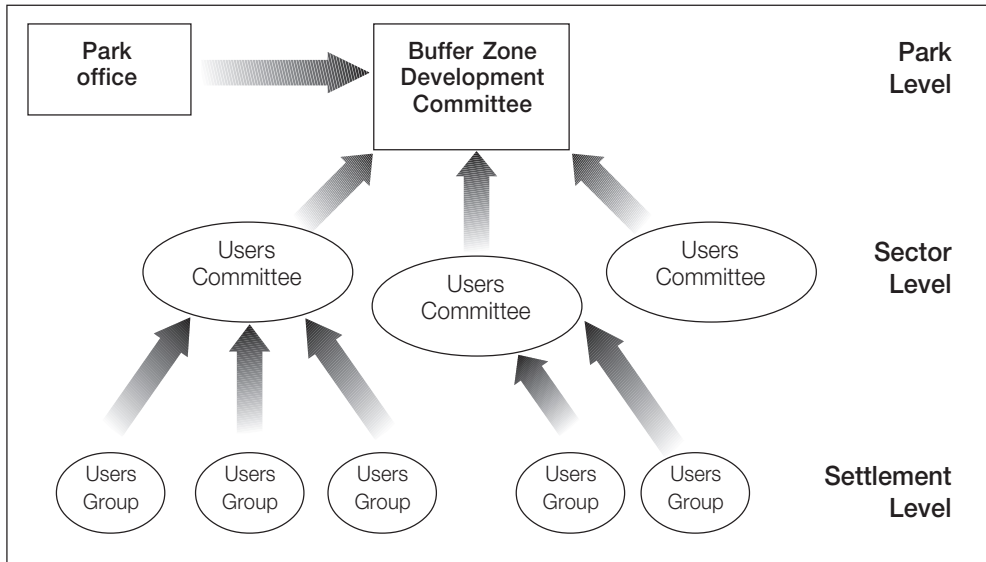 Park
office
Buffer Zone
Development
Committee
Park
Level
Users
Committee
Users
Committee
Users
Committee
Sector
Level
Users
Group
Users
Group
Users
Group
Users
Group
Users
Group
Settlement
Level